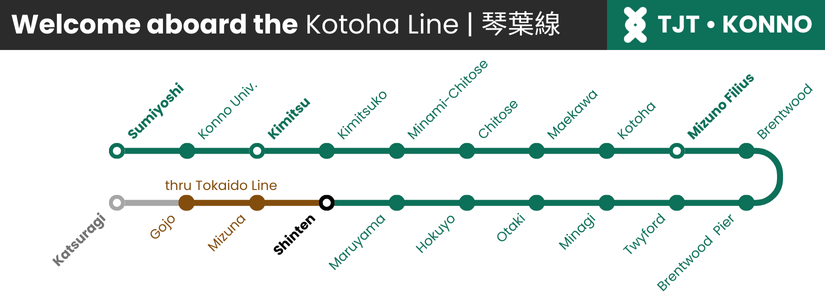 Welcome aboard the Kotoha Line | 琴葉線
TJT • KONNO
Sumiyoshi
Konno Univ.
Kimitsu
Kimitsuko
Minami-Chitose
Chitose
Maekawa
Kotoha
Mizuno Filius
Brentwood
thru Tokaido Line
Katsuragi
Gojo
Mizuna
Shinten
Maruyama
Hokuyo
Otaki
Minagi
Twyford
Brentwood Pier